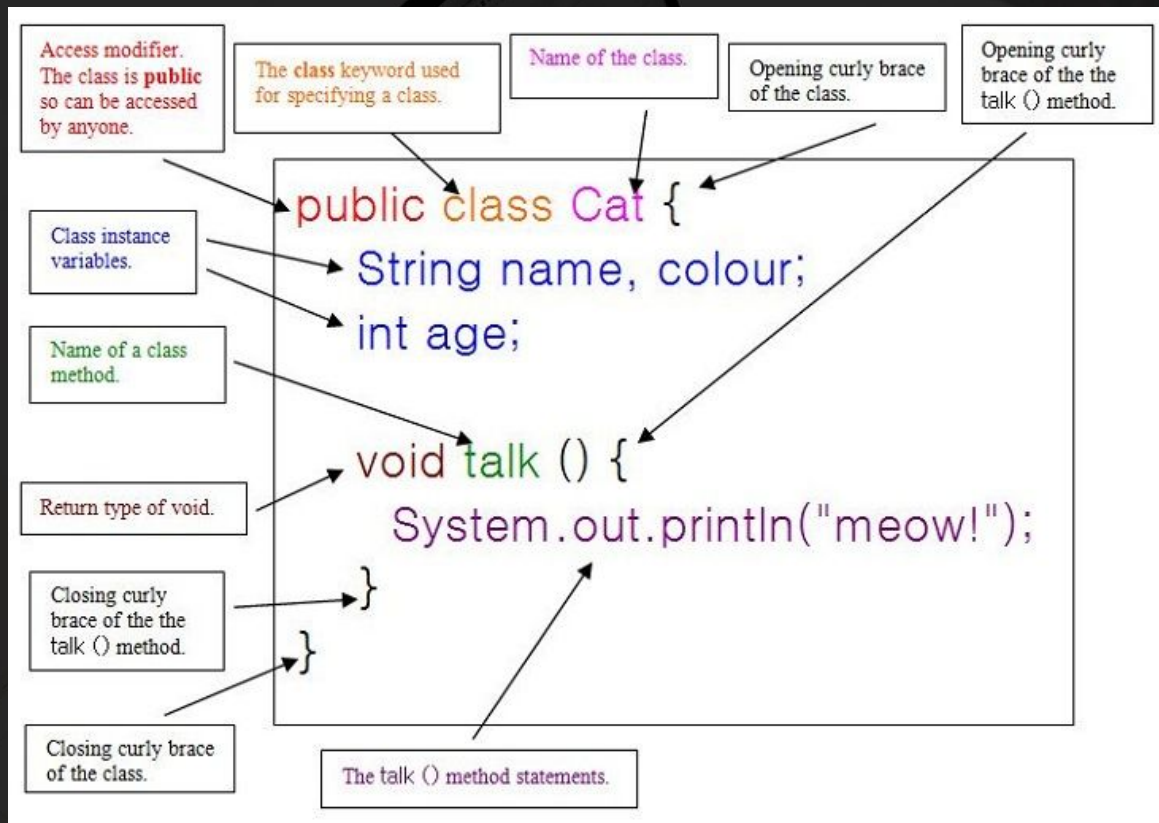 Access modifier.
The class is public
so can be accessed
by anyone.
The class keyword used
for specifying a class.
Name of the class.
Opening curly brace
of the class.
Opening curly
brace of the the
talk () method.
public class Cat {
Class instance
variables.
String name, colour;
int age;
Name of a class
method.
void talk () {
Return type of void.
System.out.println("meow!");
Closing curly
brace of the the
talk () method.
}
}
Closing curly brace
of the class.
The talk () method statements.